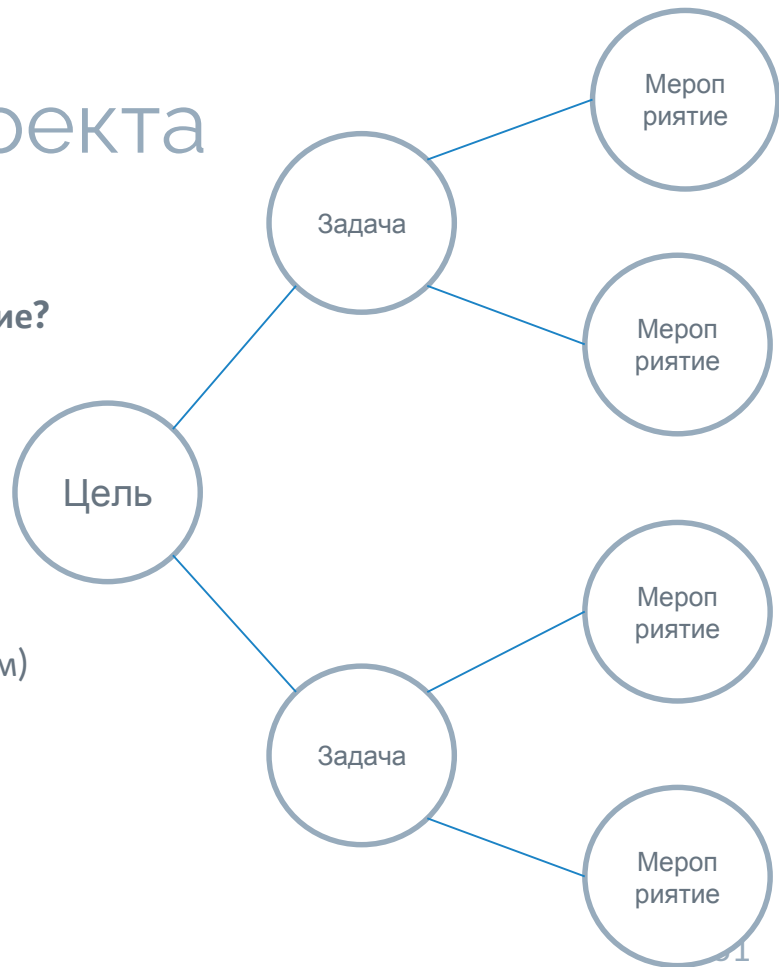 оекта
ие?
м)
Цель
Задача
Задача
Мероп
риятие
Мероп
риятие
Мероп
риятие
Мероп
риятие